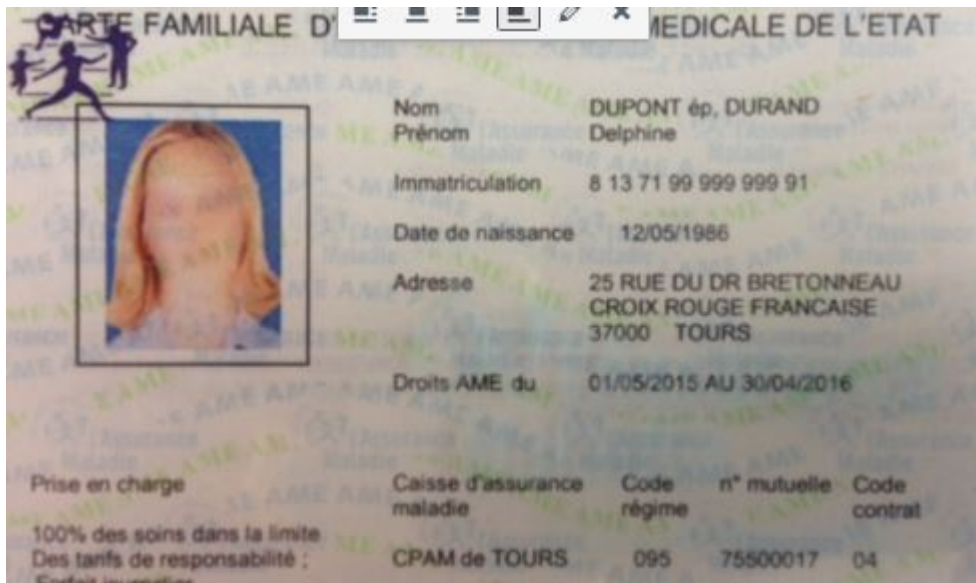 CARTE FAMILIALE D' MEDICALE DE L'ETAT
Nom DUPONT ép, DURAND
Prénom Delphine
Immatriculation 8 13 71 99 999 999 91
Date de naissance 12/05/1986
Adresse 25 RUE DU DR BRETONNEAU
CROIX ROUGE FRANCAISE
37000 TOURS
Droits AME du 01/05/2015 AU 30/04/2016
Prise en charge Caisse d'assurance maladie Code régime n° mutuelle Code contrat
100% des soins dans la limite
Des tarifs de responsabilité ; CPAM de TOURS 095 75500017 04
Forfait journalier